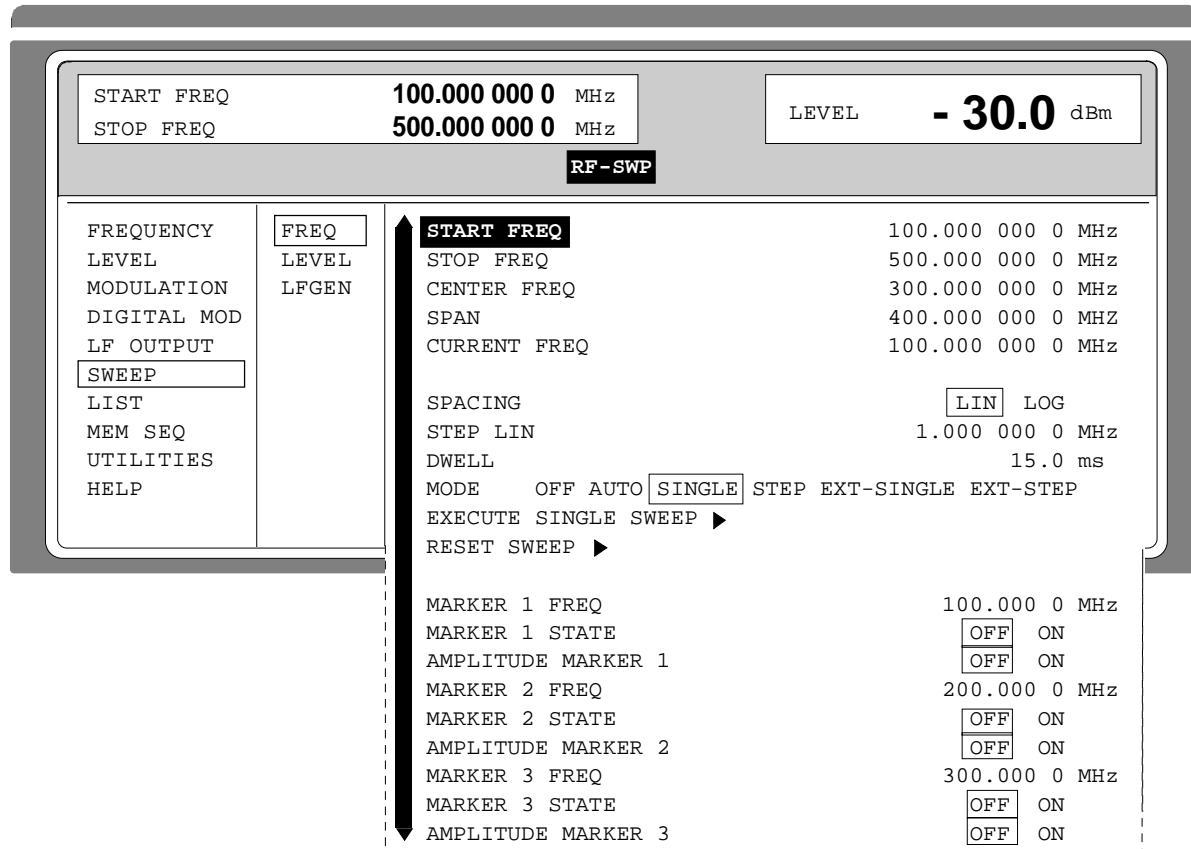 START FREQ 100.000 000 0 MHz
STOP FREQ 500.000 000 0 MHz
LEVEL - 30.0 dBm
RF-SWP
FREQUENCY
LEVEL
MODULATION
DIGITAL MOD
LF OUTPUT
SWEEP
LIST
MEM SEQ
UTILITIES
HELP
FREQ
LEVEL
LFGEN
START FREQ 100.000 000 0 MHz
STOP FREQ 500.000 000 0 MHz
CENTER FREQ 300.000 000 0 MHz
SPAN 400.000 000 0 MHZ
CURRENT FREQ 100.000 000 0 MHz
SPACING LIN LOG
STEP LIN 1.000 000 0 MHz
DWELL 15.0 ms
MODE OFF AUTO SINGLE STEP EXT-SINGLE EXT-STEP
EXECUTE SINGLE SWEEP
RESET SWEEP
MARKER 1 FREQ 100.000 0 MHz
MARKER 1 STATE OFF ON
AMPLITUDE MARKER 1 OFF ON
MARKER 2 FREQ 200.000 0 MHz
MARKER 2 STATE OFF ON
AMPLITUDE MARKER 2 OFF ON
MARKER 3 FREQ 300.000 0 MHz
MARKER 3 STATE OFF ON
AMPLITUDE MARKER 3 OFF ON